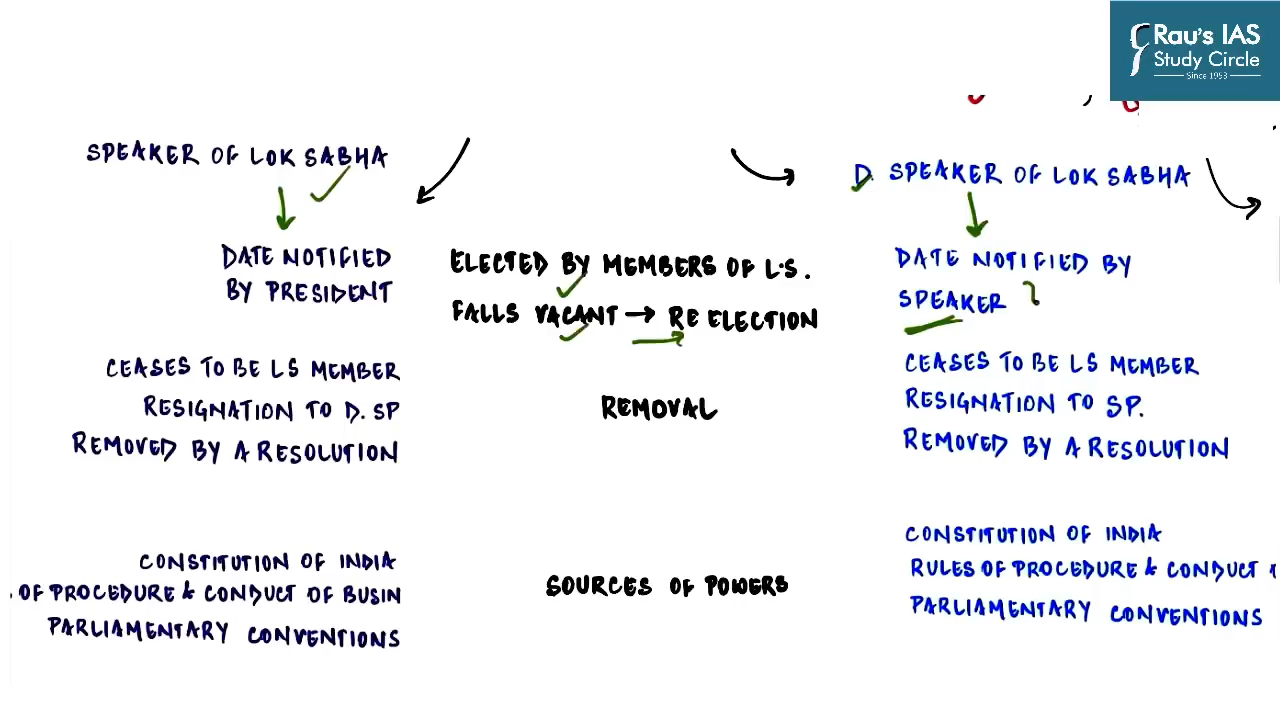 Rau's IAS
Study Circle
Since 1953
SPEAKER OF LOK SABHA
DATE NOTIFIED
BY PRESIDENT
CEASES TO BE LS MEMBER
RESIGNATION TO D. SP
REMOVED BY A RESOLUTION
CONSTITUTION OF INDIA
OF PROCEDURE & CONDUCT OF BUSIN
PARLIAMENTARY CONVENTIONS
ELECTED BY MEMBERS OF L.S.
FALLS VACANT → RE ELECTION
REMOVAL
SOURCES OF POWERS
D. SPEAKER OF LOK SABHA
DATE NOTIFIED BY
SPEAKER
CEASES TO BE LS MEMBER
RESIGNATION TO SP.
REMOVED BY A RESOLUTION
CONSTITUTION OF INDIA
RULES OF PROCEDURE & CONDUCT
PARLIAMENTARY CONVENTIONS